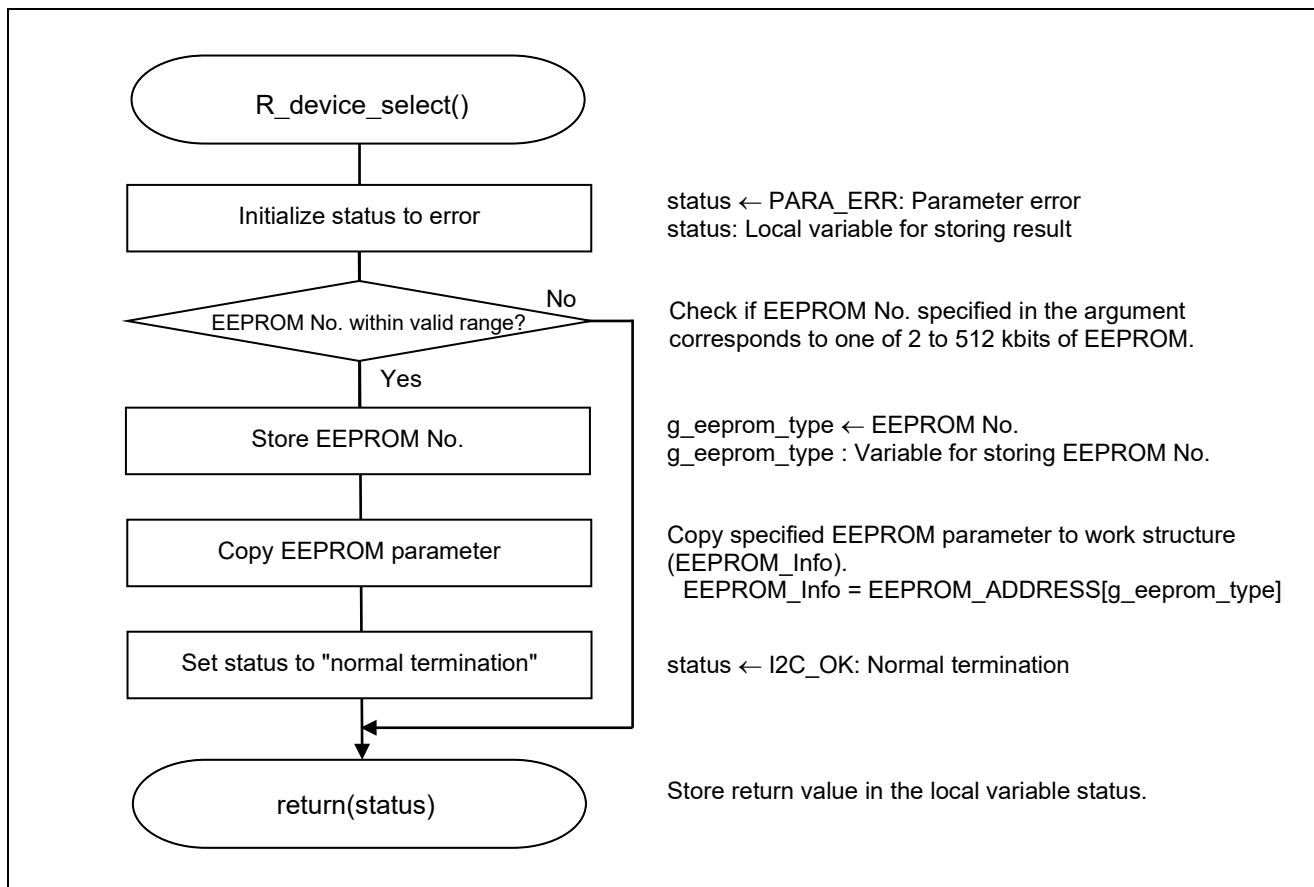 R_device_select()
Initialize status to error
status ← PARA_ERR: Parameter error
status: Local variable for storing result
No
EEPROM No. within valid range?
Check if EEPROM No. specified in the argument
corresponds to one of 2 to 512 kbits of EEPROM.
Yes
Store EEPROM No.
g_eeprom_type ← EEPROM No.
g_eeprom_type : Variable for storing EEPROM No.
Copy EEPROM parameter
Copy specified EEPROM parameter to work structure
(EEPROM_Info).
EEPROM_Info = EEPROM_ADDRESS[g_eeprom_type]
Set status to "normal termination"
status ← I2C_OK: Normal termination
return(status)
Store return value in the local variable status.